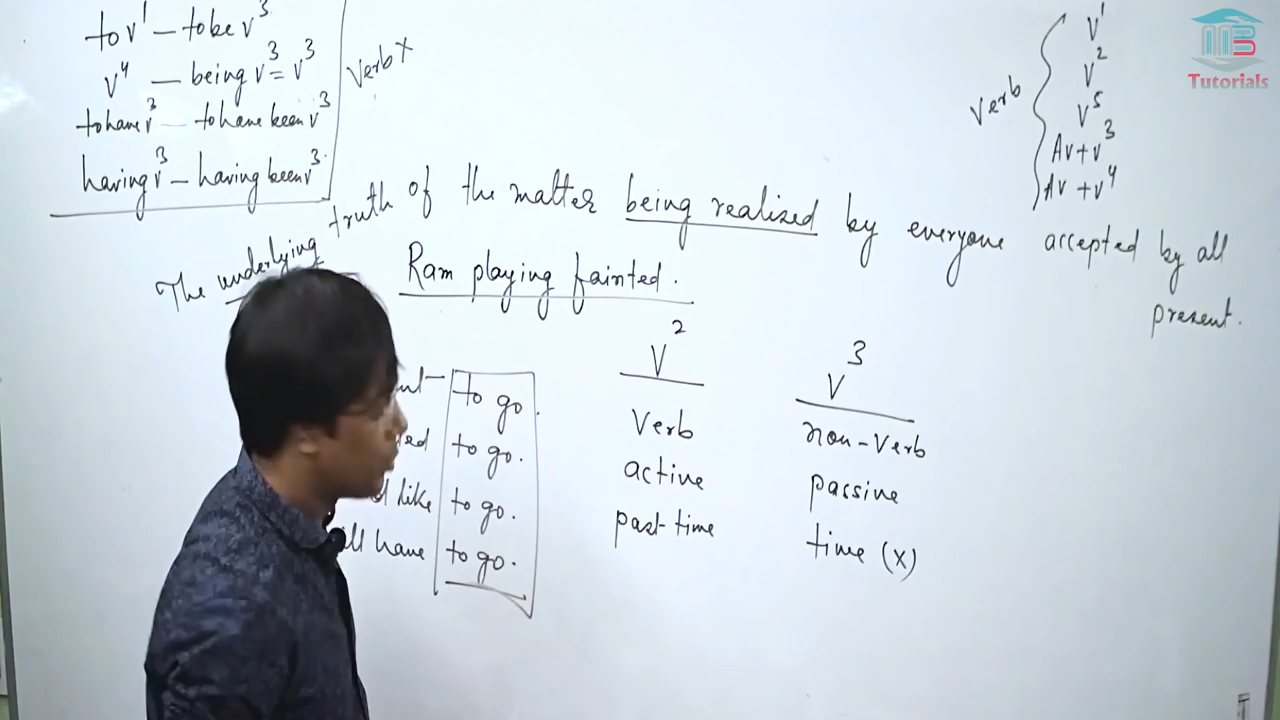 to v¹ — to be v³
v⁴ — being v³ = v³
to have v³ — to have been v³
having v³ — having been v³.
verb x
verb
v¹
v²
v⁵
Av + v³
Av + v⁴
MB
Tutorials
The underlying truth of the matter being realized by everyone accepted by all
present.
Ram playing fainted.
to go.
to go.
like to go.
have to go.
v²
verb
active
past time
v³
non-verb
passive
time (x)